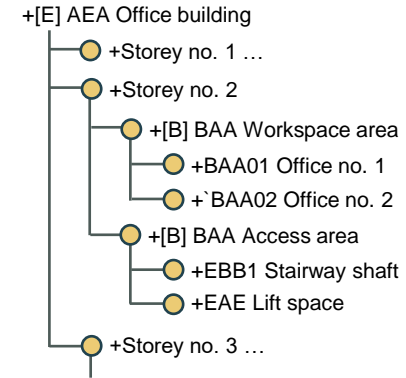 +[E] AEA Office building
+Storey no. 1 …
+Storey no. 2
+[B] BAA Workspace area
+BAA01 Office no. 1
+`BAA02 Office no. 2
+[B] BAA Access area
+EBB1 Stairway shaft
+EAE Lift space
+Storey no. 3 …